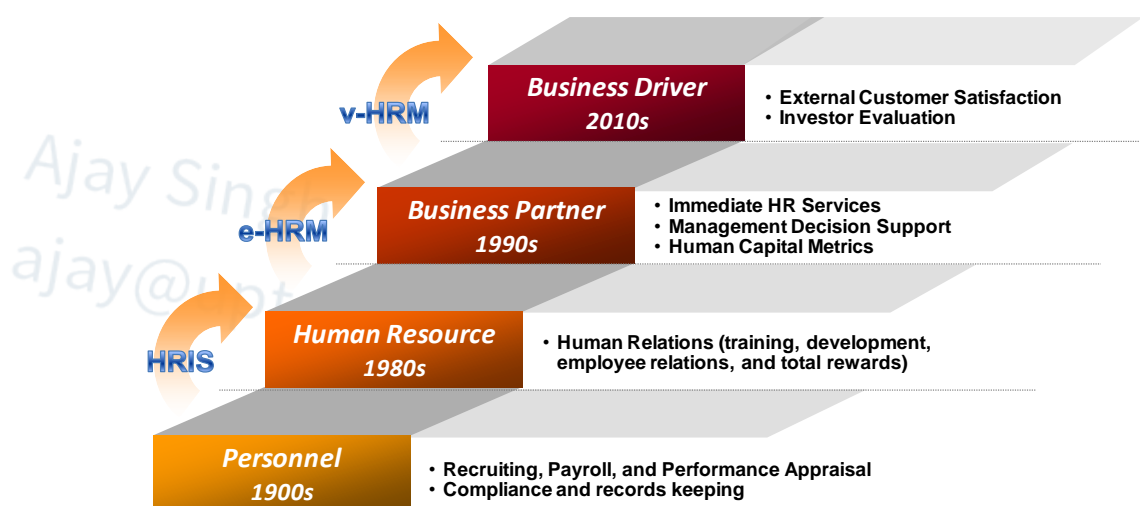 Business Driver
2010s
• External Customer Satisfaction
• Investor Evaluation
v-HRM
Ajay Singh
Business Partner
1990s
• Immediate HR Services
• Management Decision Support
• Human Capital Metrics
e-HRM
Human Resource
1980s
• Human Relations (training, development,
employee relations, and total rewards)
HRIS
Personnel
1900s
• Recruiting, Payroll, and Performance Appraisal
• Compliance and records keeping